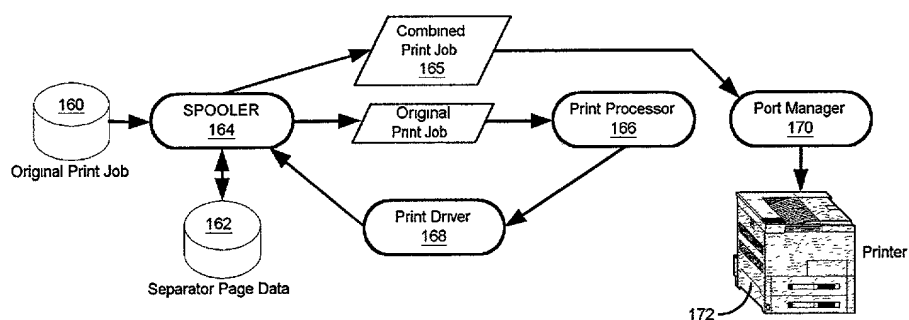 Combined
Print Job
165
160
Original Print Job
SPOOLER
164
Original
Print Job
Print Processor
166
Port Manager
170
162
Separator Page Data
Print Driver
168
Printer
172